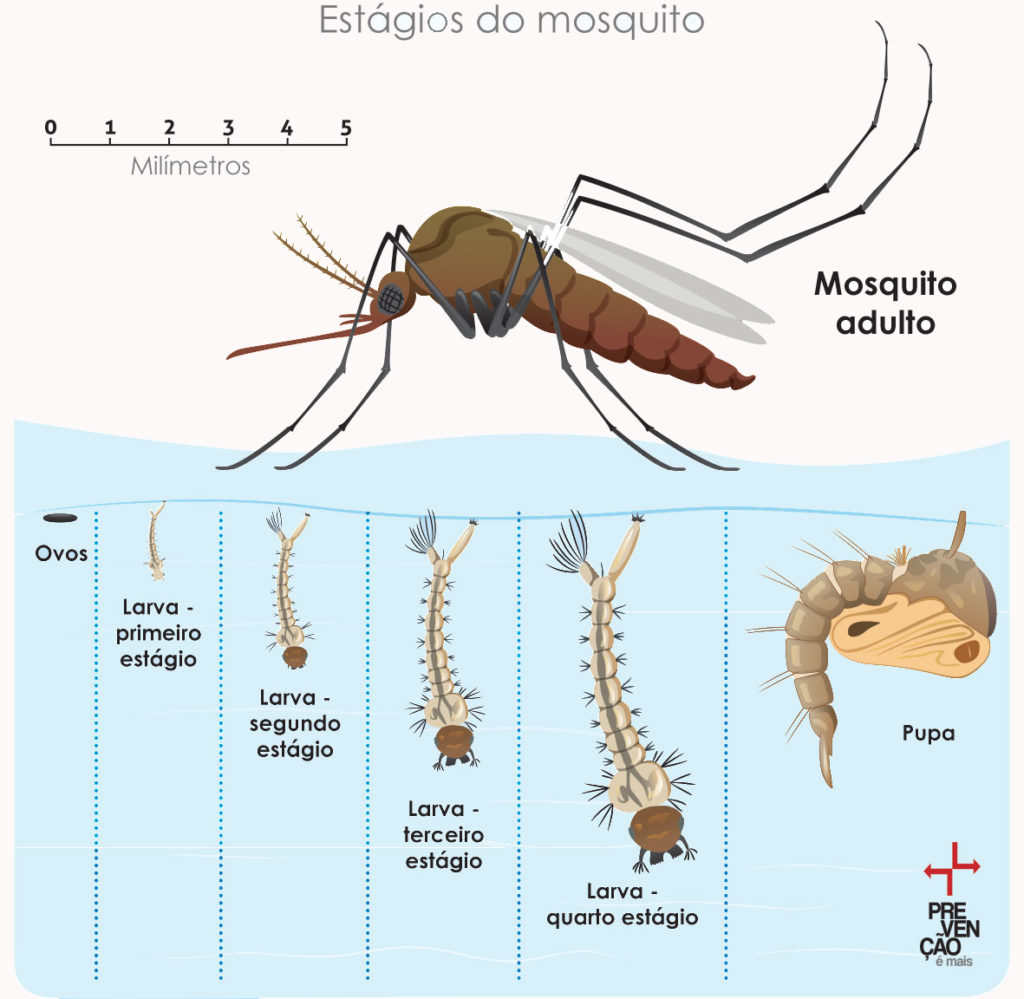 Estágios do mosquito
0 1 2 3 4 5
Milímetros
Mosquito
adulto
Ovos
Larva -
primeiro
estágio
Larva -
segundo
estágio
Larva -
terceiro
estágio
Larva -
quarto estágio
Pupa
PRE
VEN
ÇÃO
é mais